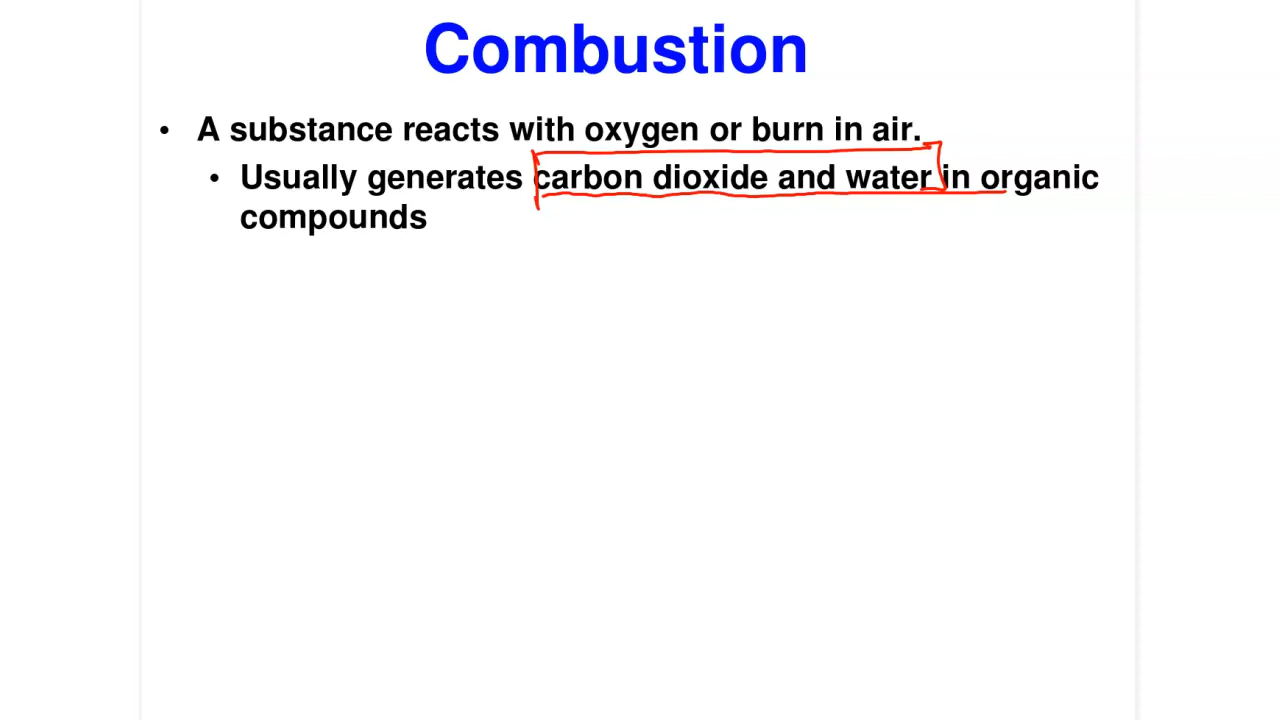 Combustion
• A substance reacts with oxygen or burn in air.
• Usually generates carbon dioxide and water in organic
compounds